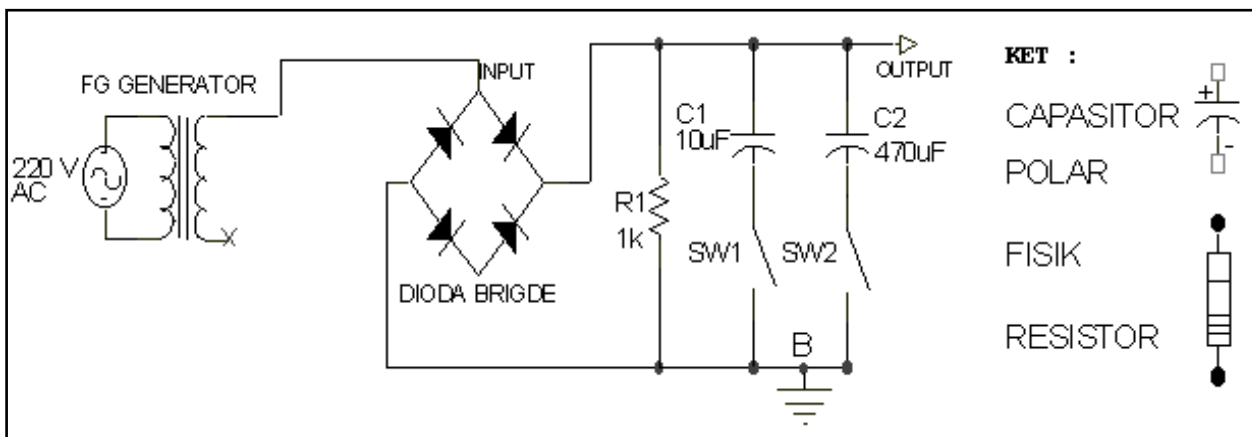 FG GENERATOR
220 V
AC
INPUT
DIODA BRIGDE
R1
1k
C1
10uF
SW1
C2
470uF
SW2
B
OUTPUT
KET :
CAPASITOR
+
-
POLAR
FISIK
RESISTOR